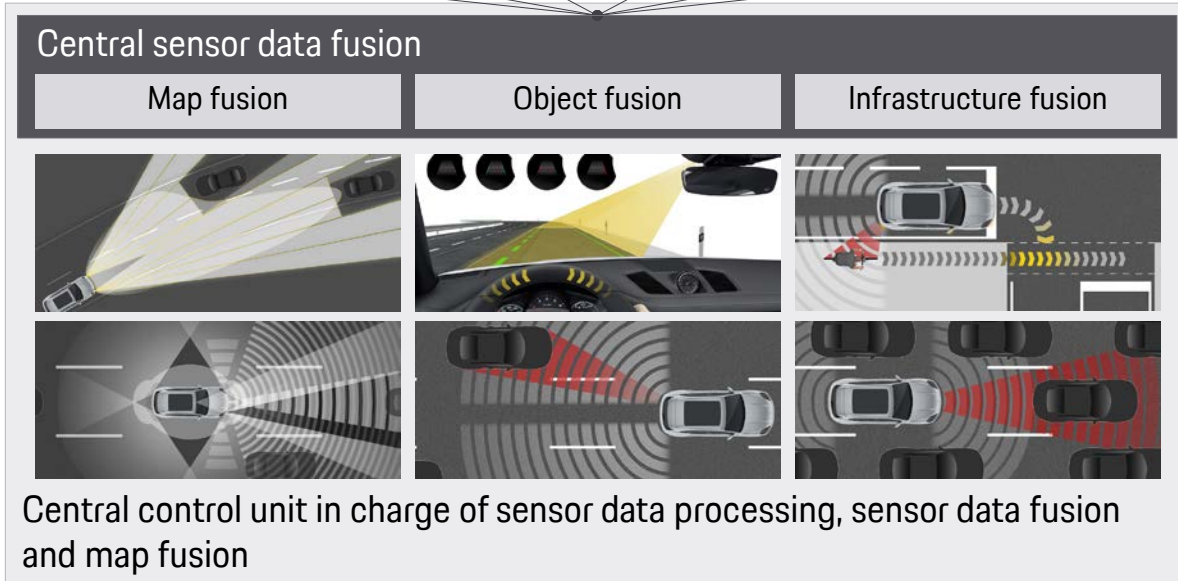 Central sensor data fusion
Map fusion
Object fusion
Infrastructure fusion
Central control unit in charge of sensor data processing, sensor data fusion
and map fusion